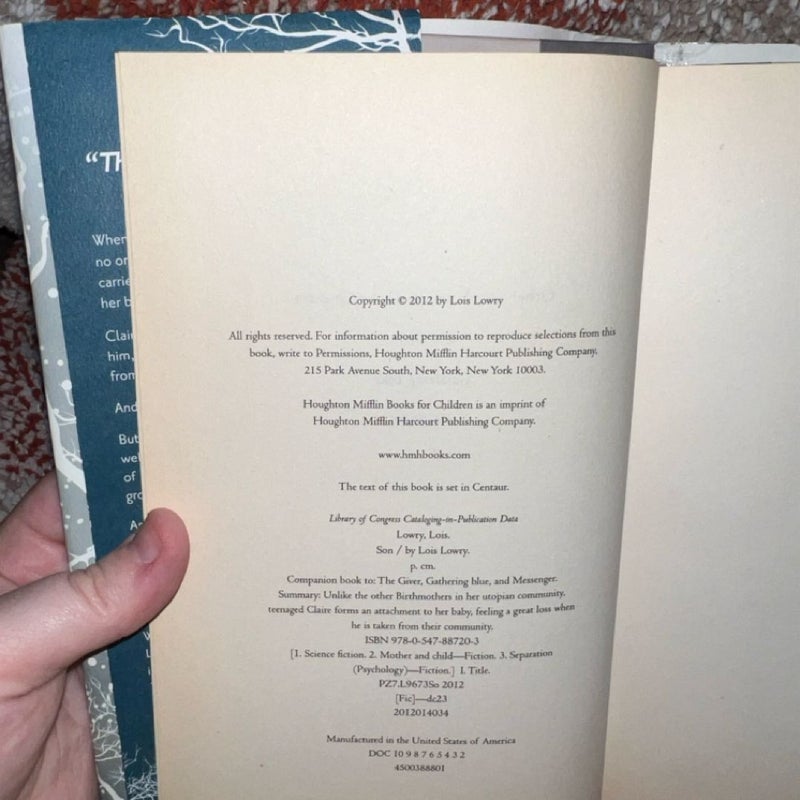 “Th
When
no or
carrie
her b
Clair
him,
from
And
But
wel
of
gro
Copyright © 2012 by Lois Lowry
All rights reserved. For information about permission to reproduce selections from this
book, write to Permissions, Houghton Mifflin Harcourt Publishing Company,
215 Park Avenue South, New York, New York 10003.
Houghton Mifflin Books for Children is an imprint of
Houghton Mifflin Harcourt Publishing Company.
www.hmhbooks.com
The text of this book is set in Centaur.
Library of Congress Cataloging-in-Publication Data
Lowry, Lois.
Son / by Lois Lowry.
p. cm.
Companion book to: The Giver, Gathering blue, and Messenger.
Summary: Unlike the other Birthmothers in her utopian community,
teenaged Claire forms an attachment to her baby, feeling a great loss when
he is taken from their community.
ISBN 978-0-547-88720-3
[1. Science fiction. 2. Mother and child—Fiction. 3. Separation
(Psychology)—Fiction.] I. Title.
PZ7.L9673So 2012
[Fic]—dc23
2012014034
Manufactured in the United States of America
DOC 10 9 8 7 6 5 4 3 2
4500388801